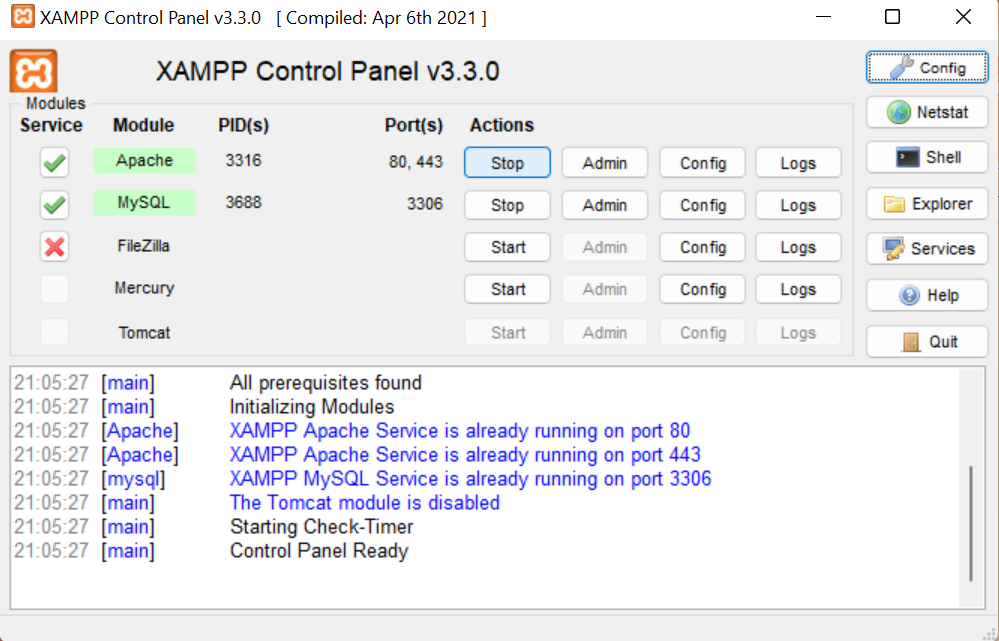 XAMPP Control Panel v3.3.0 [ Compiled: Apr 6th 2021 ]
XAMPP Control Panel v3.3.0
Config
Modules
Service Module PID(s) Port(s) Actions
Netstat
Apache 3316 80, 443 Stop Admin Config Logs
Shell
MySQL 3688 3306 Stop Admin Config Logs
Explorer
FileZilla Start Admin Config Logs
Services
Mercury Start Admin Config Logs
Help
Tomcat Start Admin Config Logs
Quit
21:05:27 [main] All prerequisites found
21:05:27 [main] Initializing Modules
21:05:27 [Apache] XAMPP Apache Service is already running on port 80
21:05:27 [Apache] XAMPP Apache Service is already running on port 443
21:05:27 [mysql] XAMPP MySQL Service is already running on port 3306
21:05:27 [main] The Tomcat module is disabled
21:05:27 [main] Starting Check-Timer
21:05:27 [main] Control Panel Ready